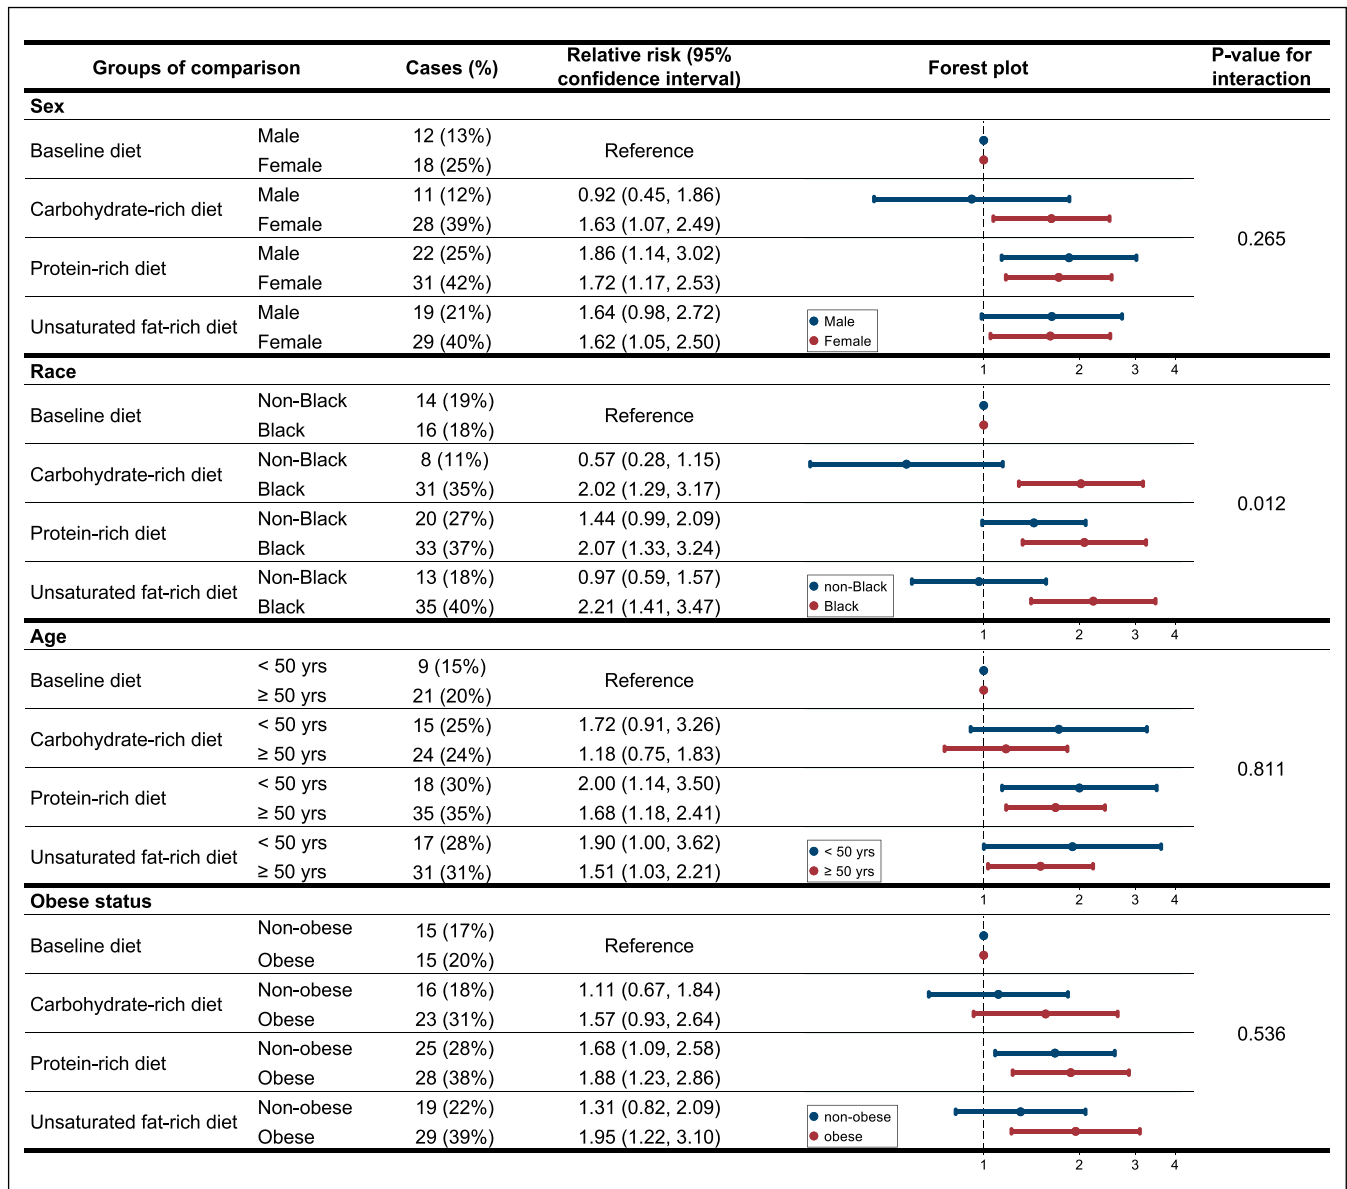 Groups of comparison Cases (%) Relative risk (95% confidence interval) Forest plot P-value for interaction
Sex
Baseline diet Male 12 (13%) Reference
Female 18 (25%)
Carbohydrate-rich diet Male 11 (12%) 0.92 (0.45, 1.86)
Female 28 (39%) 1.63 (1.07, 2.49)
0.265
Protein-rich diet Male 22 (25%) 1.86 (1.14, 3.02)
Female 31 (42%) 1.72 (1.17, 2.53)
Unsaturated fat-rich diet Male 19 (21%) 1.64 (0.98, 2.72)
Female 29 (40%) 1.62 (1.05, 2.50)
Male
Female
1 2 3 4
Race
Baseline diet Non-Black 14 (19%) Reference
Black 16 (18%)
Carbohydrate-rich diet Non-Black 8 (11%) 0.57 (0.28, 1.15)
Black 31 (35%) 2.02 (1.29, 3.17)
0.012
Protein-rich diet Non-Black 20 (27%) 1.44 (0.99, 2.09)
Black 33 (37%) 2.07 (1.33, 3.24)
Unsaturated fat-rich diet Non-Black 13 (18%) 0.97 (0.59, 1.57)
Black 35 (40%) 2.21 (1.41, 3.47)
non-Black
Black
1 2 3 4
Age
Baseline diet < 50 yrs 9 (15%) Reference
≥ 50 yrs 21 (20%)
Carbohydrate-rich diet < 50 yrs 15 (25%) 1.72 (0.91, 3.26)
≥ 50 yrs 24 (24%) 1.18 (0.75, 1.83)
0.811
Protein-rich diet < 50 yrs 18 (30%) 2.00 (1.14, 3.50)
≥ 50 yrs 35 (35%) 1.68 (1.18, 2.41)
Unsaturated fat-rich diet < 50 yrs 17 (28%) 1.90 (1.00, 3.62)
≥ 50 yrs 31 (31%) 1.51 (1.03, 2.21)
< 50 yrs
≥ 50 yrs
1 2 3 4
Obese status
Baseline diet Non-obese 15 (17%) Reference
Obese 15 (20%)
Carbohydrate-rich diet Non-obese 16 (18%) 1.11 (0.67, 1.84)
Obese 23 (31%) 1.57 (0.93, 2.64)
0.536
Protein-rich diet Non-obese 25 (28%) 1.68 (1.09, 2.58)
Obese 28 (38%) 1.88 (1.23, 2.86)
Unsaturated fat-rich diet Non-obese 19 (22%) 1.31 (0.82, 2.09)
Obese 29 (39%) 1.95 (1.22, 3.10)
non-obese
obese
1 2 3 4